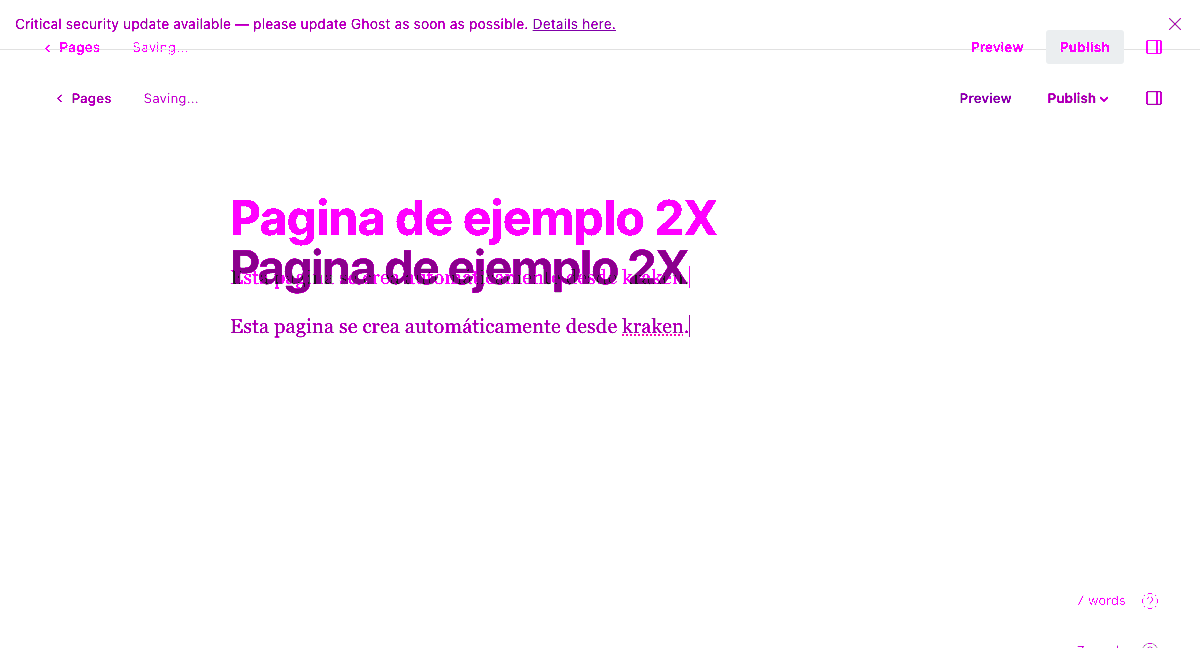 Critical security update available — please update Ghost as soon as possible. Details here.
Pages Saving... Preview Publish
Pages Saving... Preview Publish
Pagina de ejemplo 2X
Pagina de ejemplo 2X
Esta pagina se crea automáticamente desde kraken.
Esta pagina se crea automáticamente desde kraken.
7 words